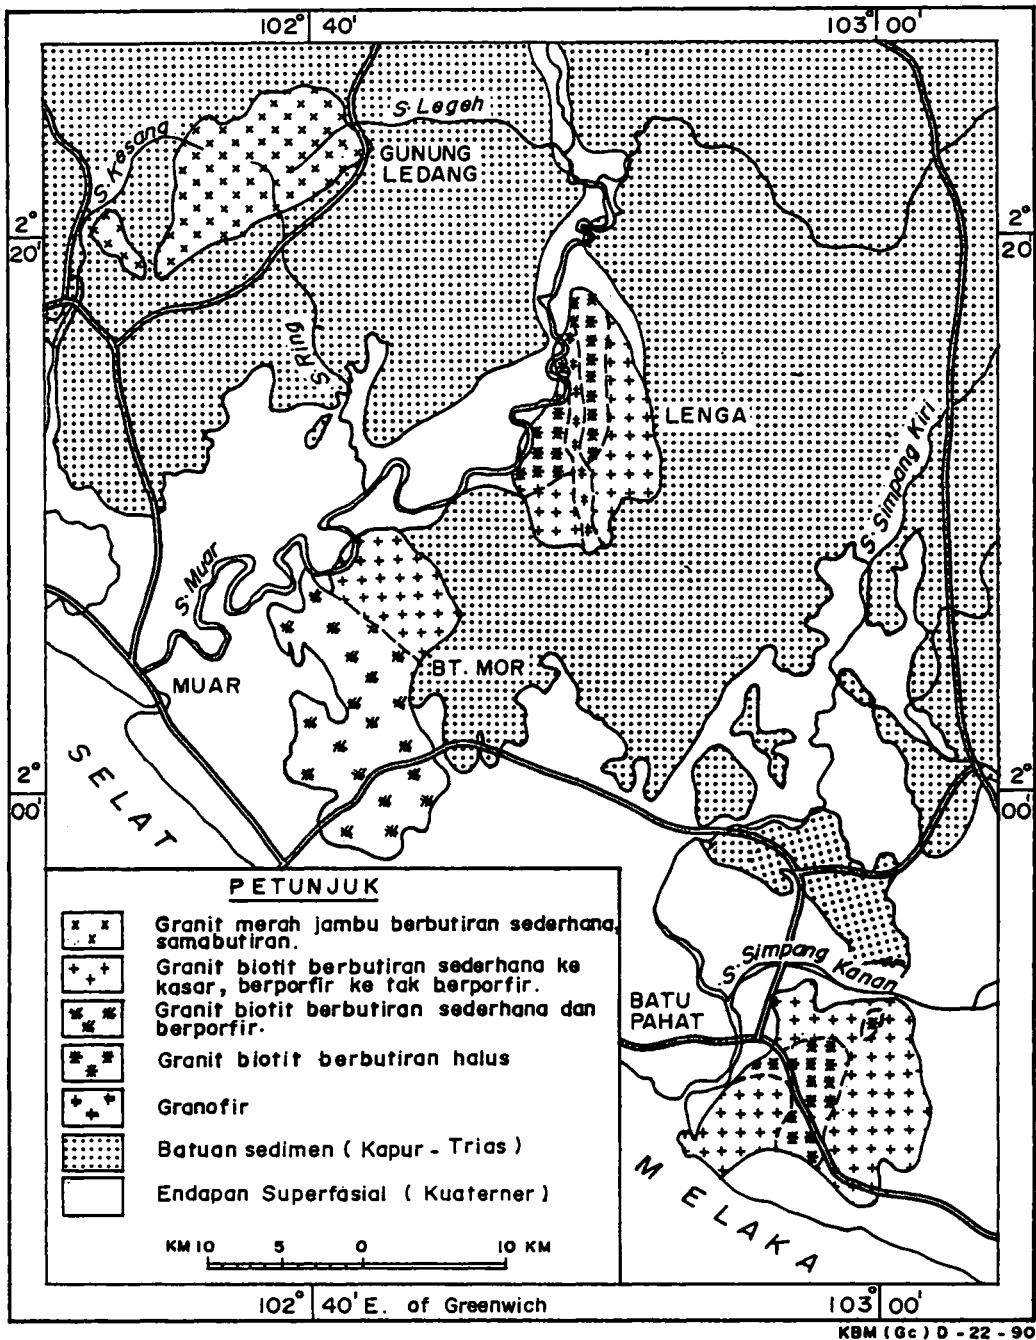 102° 40'
103° 00'
S. Legeh
S. Kesang
GUNUNG
LEDANG
2°
20'
2°
20'
S. Ring
LENGA
S. Simpang Kiri
S. Muar
BT. MOR
MUAR
2°
00'
2°
00'
SELAT
PETUNJUK
Granit merah jambu berbutiran sederhana,
samabutiran.
Granit biotit berbutiran sederhana ke
kasar, berporfir ke tak berporfir.
Granit biotit berbutiran sederhana dan
berporfir.
Granit biotit berbutiran halus
Granofir
Batuan sedimen ( Kapur - Trias )
Endapan Superfasial ( Kuaterner )
KM 10 5 0 10 KM
S. Simpang Kanan
BATU
PAHAT
MELAKA
102° 40' E. of Greenwich
103° 00'
KBM ( Gc ) D - 22 - 90